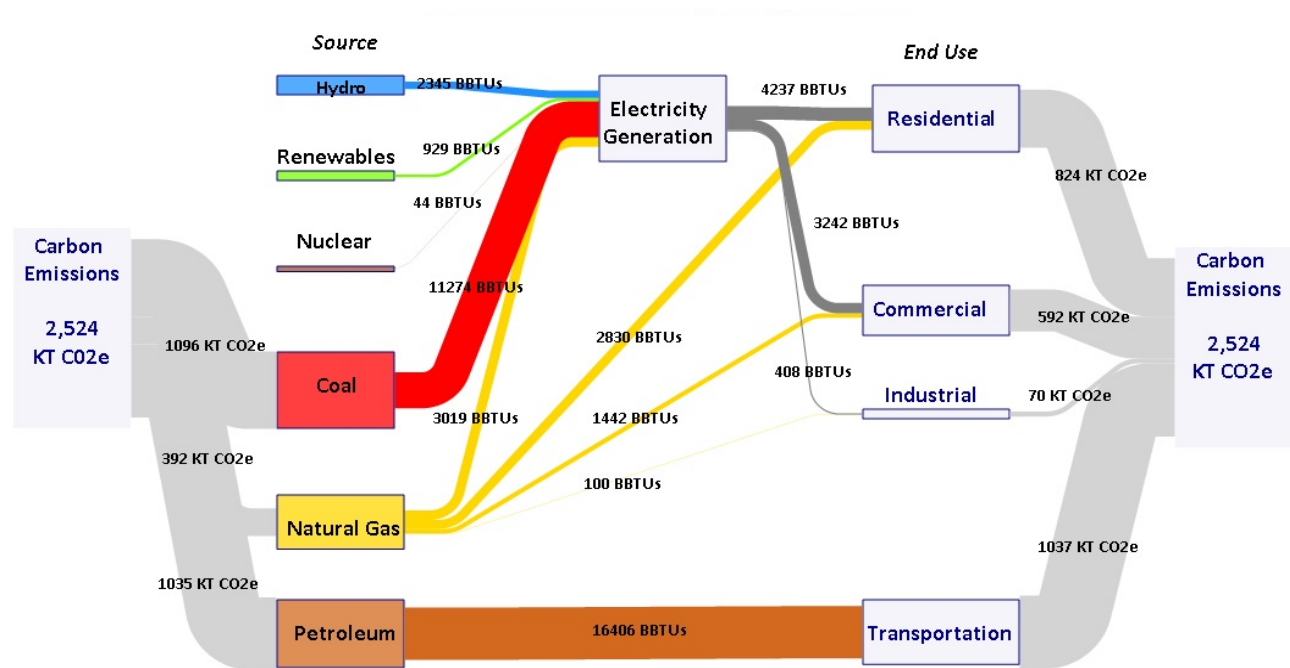 Source
End Use
Hydro
2345 BBTUs
Electricity
Generation
4237 BBTUs
Residential
Renewables
929 BBTUs
824 KT CO2e
44 BBTUs
3242 BBTUs
Nuclear
Carbon
Emissions
2,524
KT C02e
Carbon
Emissions
2,524
KT CO2e
11274 BBTUs
Commercial
592 KT CO2e
1096 KT CO2e
2830 BBTUs
Coal
408 BBTUs
Industrial
70 KT CO2e
3019 BBTUs
1442 BBTUs
392 KT CO2e
100 BBTUs
Natural Gas
1037 KT CO2e
1035 KT CO2e
Petroleum
16406 BBTUs
Transportation